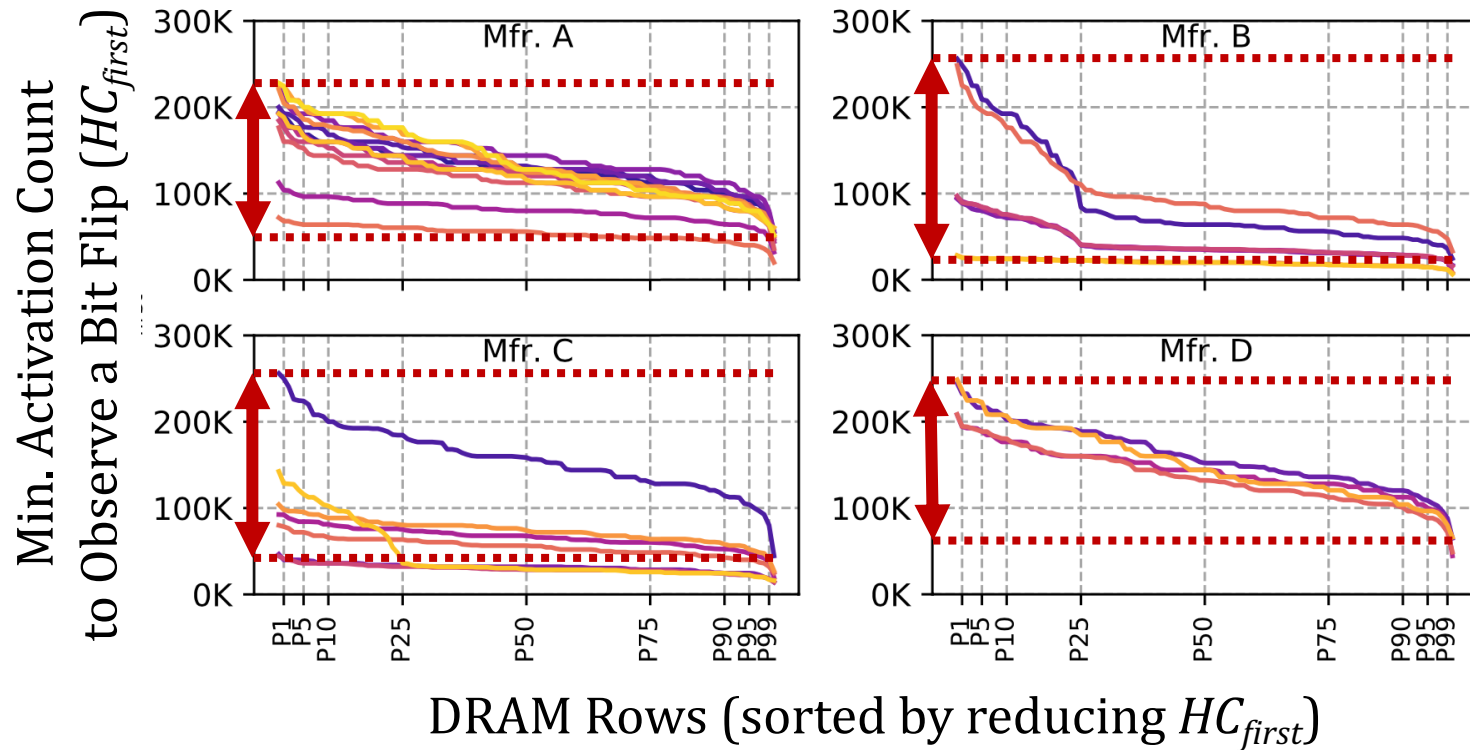 Min. Activation Count
to Observe a Bit Flip (HCfirst)
300K
200K
100K
0K
Mfr. A
300K
200K
100K
0K
Mfr. B
300K
200K
100K
0K
Mfr. C
P1
P5
P10
P25
P50
P75
P90
P95
P99
300K
200K
100K
0K
Mfr. D
P1
P5
P10
P25
P50
P75
P90
P95
P99
DRAM Rows (sorted by reducing HCfirst)